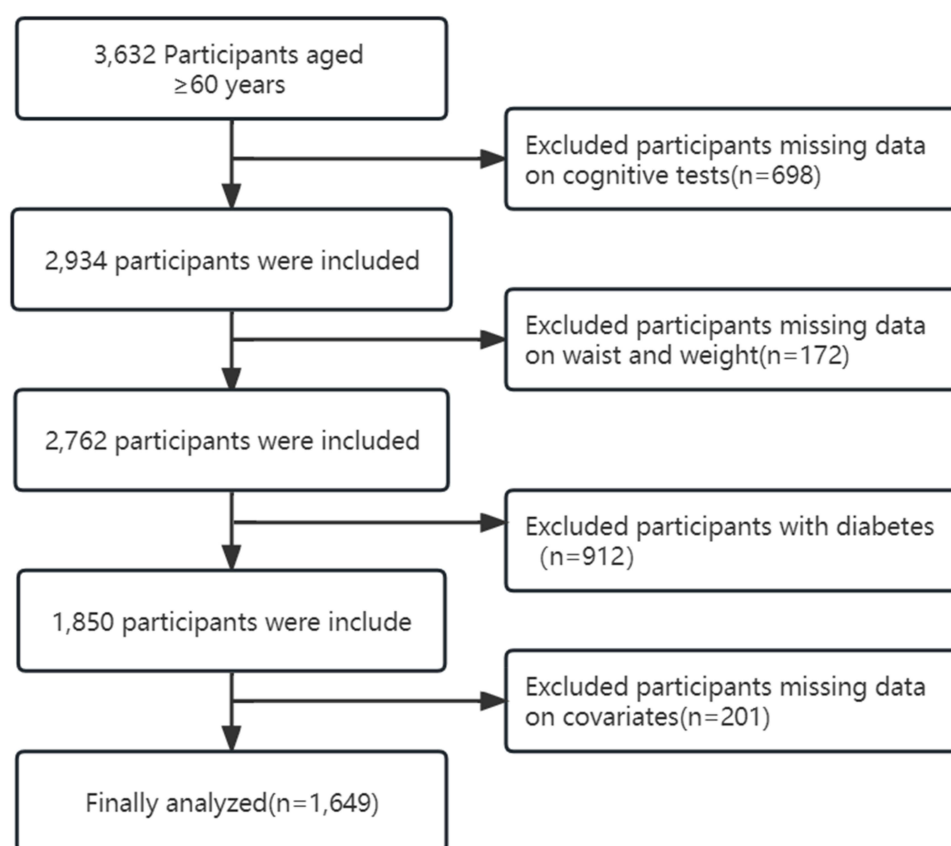 3,632 Participants aged
≥60 years
Excluded participants missing data
on cognitive tests(n=698)
2,934 participants were included
Excluded participants missing data
on waist and weight(n=172)
2,762 participants were included
Excluded participants with diabetes
(n=912)
1,850 participants were include
Excluded participants missing data
on covariates(n=201)
Finally analyzed(n=1,649)